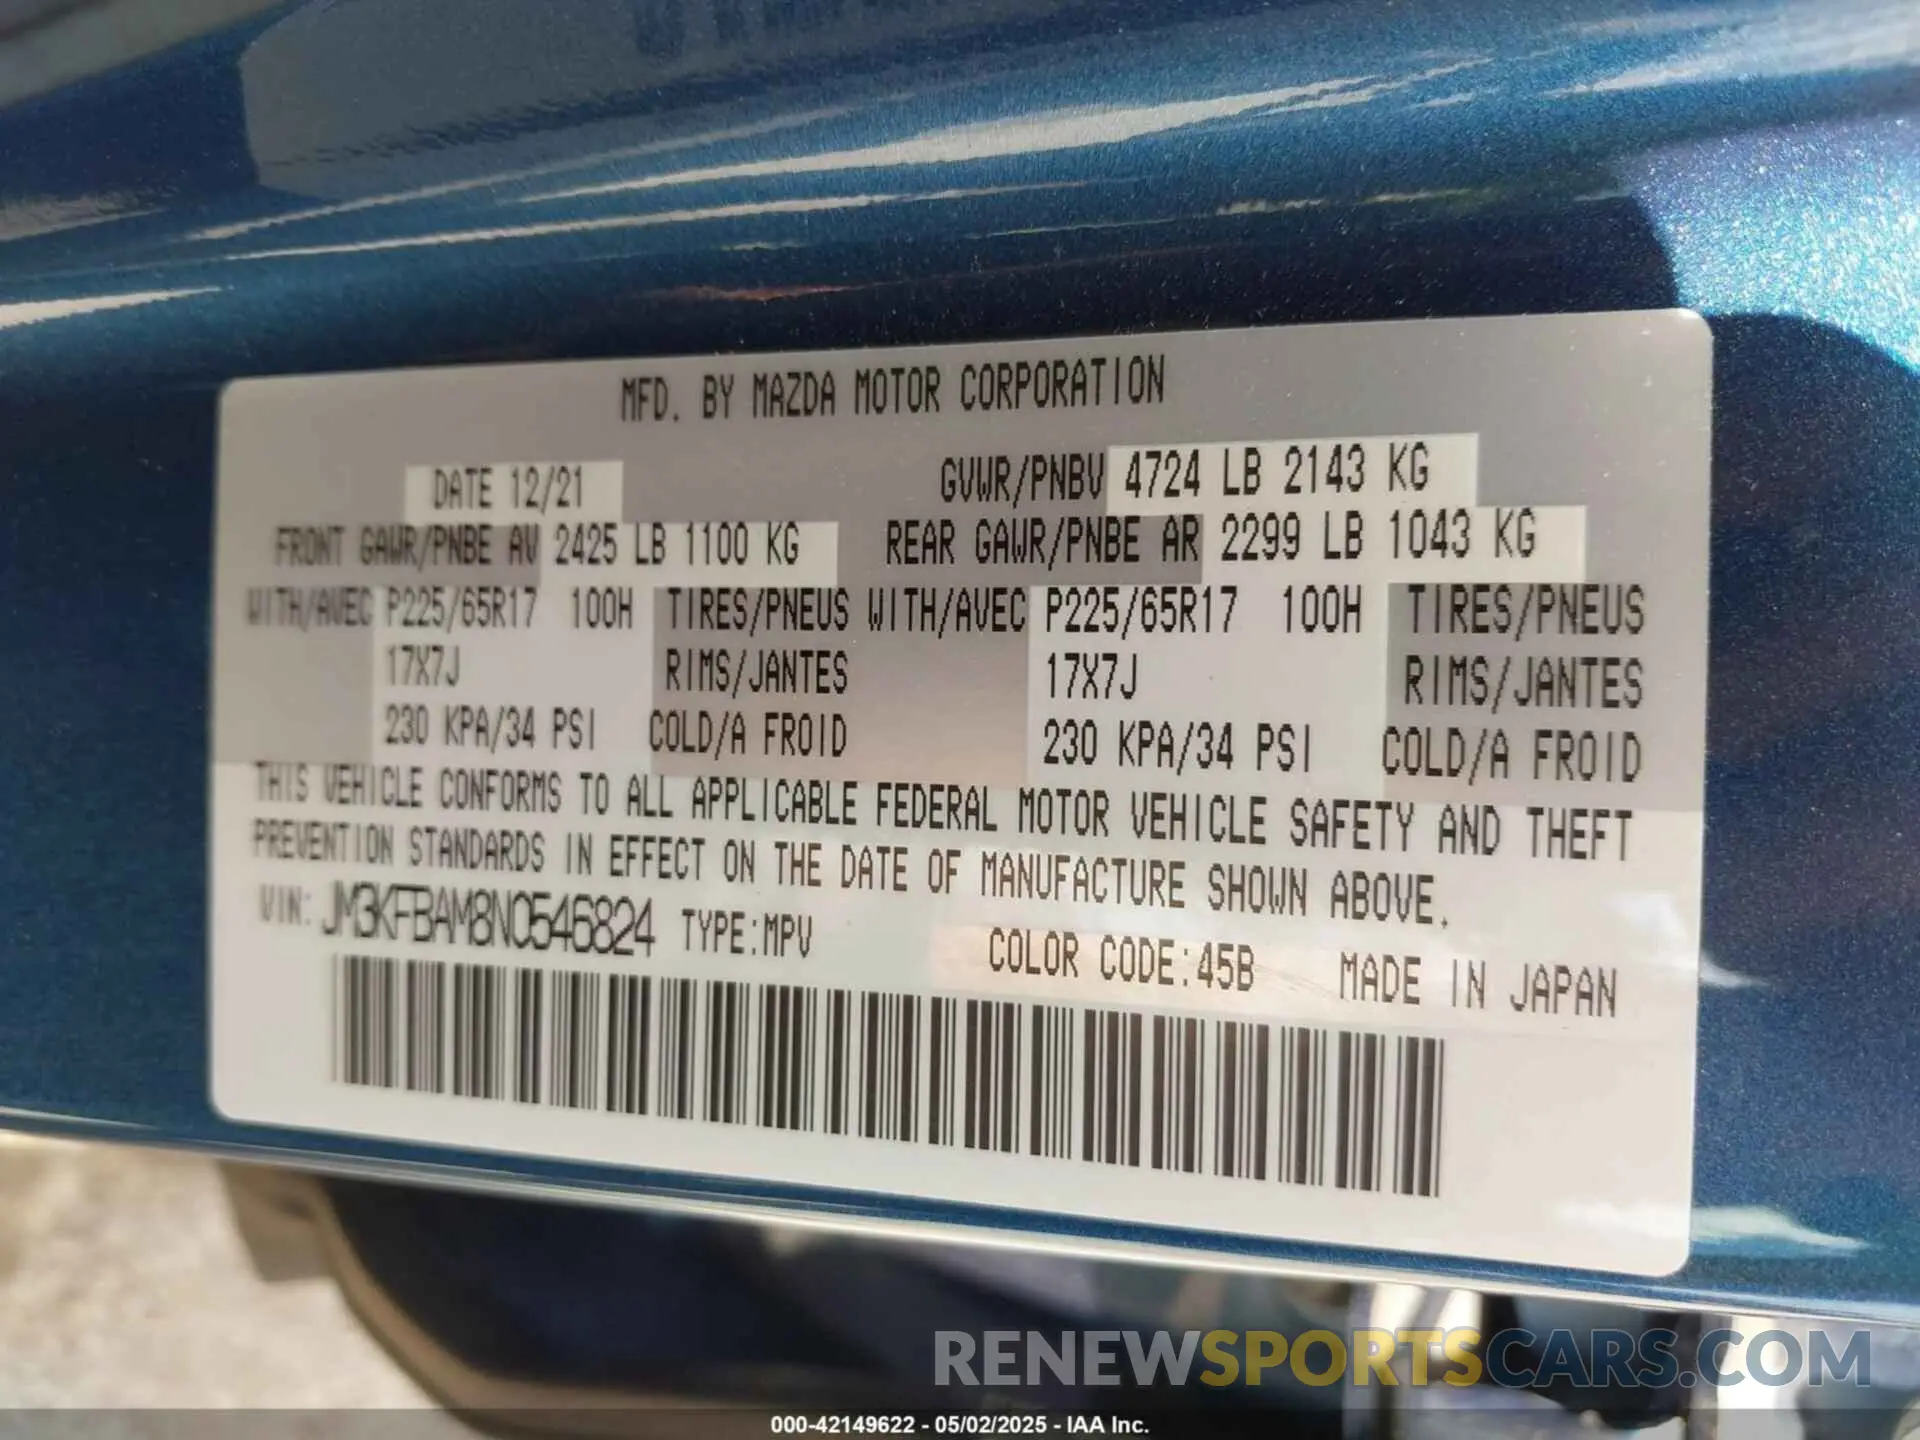 MFD. BY MAZDA MOTOR CORPORATION
DATE 12/21 GVWR/PNBV 4724 LB 2143 KG
FRONT GAWR/PNBE AV 2425 LB 1100 KG REAR GAWR/PNBE AR 2299 LB 1043 KG
WITH/AVEC P225/65R17 100H TIRES/PNEUS WITH/AVEC P225/65R17 100H TIRES/PNEUS
17X7J RIMS/JANTES 17X7J RIMS/JANTES
230 KPA/34 PSI COLD/A FROID 230 KPA/34 PSI COLD/A FROID
THIS VEHICLE CONFORMS TO ALL APPLICABLE FEDERAL MOTOR VEHICLE SAFETY AND THEFT
PREVENTION STANDARDS IN EFFECT ON THE DATE OF MANUFACTURE SHOWN ABOVE.
VIN: JM3KFBAM8N0546824 TYPE:MPV COLOR CODE:45B MADE IN JAPAN
RENEWSPORTSCARS.COM
000-42149622 - 05/02/2025 - IAA Inc.